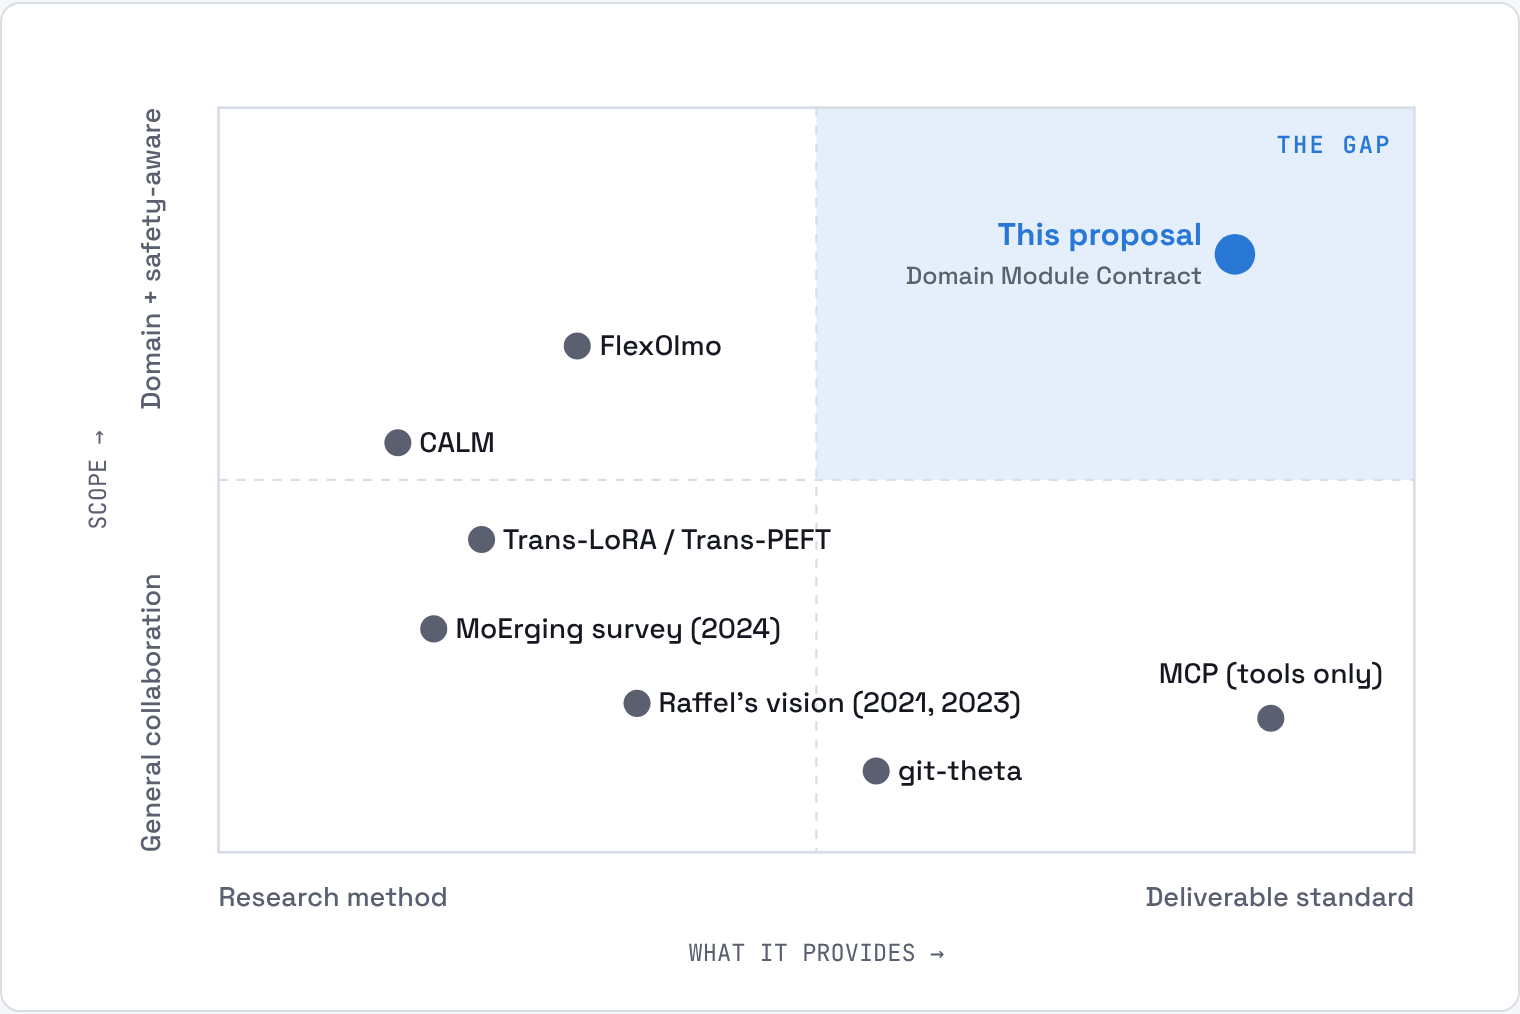 THE GAP
This proposal
Domain Module Contract
FlexOlmo
CALM
Trans-LoRA / Trans-PEFT
MoErging survey (2024)
MCP (tools only)
Raffel’s vision (2021, 2023)
git-theta
Domain + safety-aware
SCOPE →
General collaboration
Research method
Deliverable standard
WHAT IT PROVIDES →